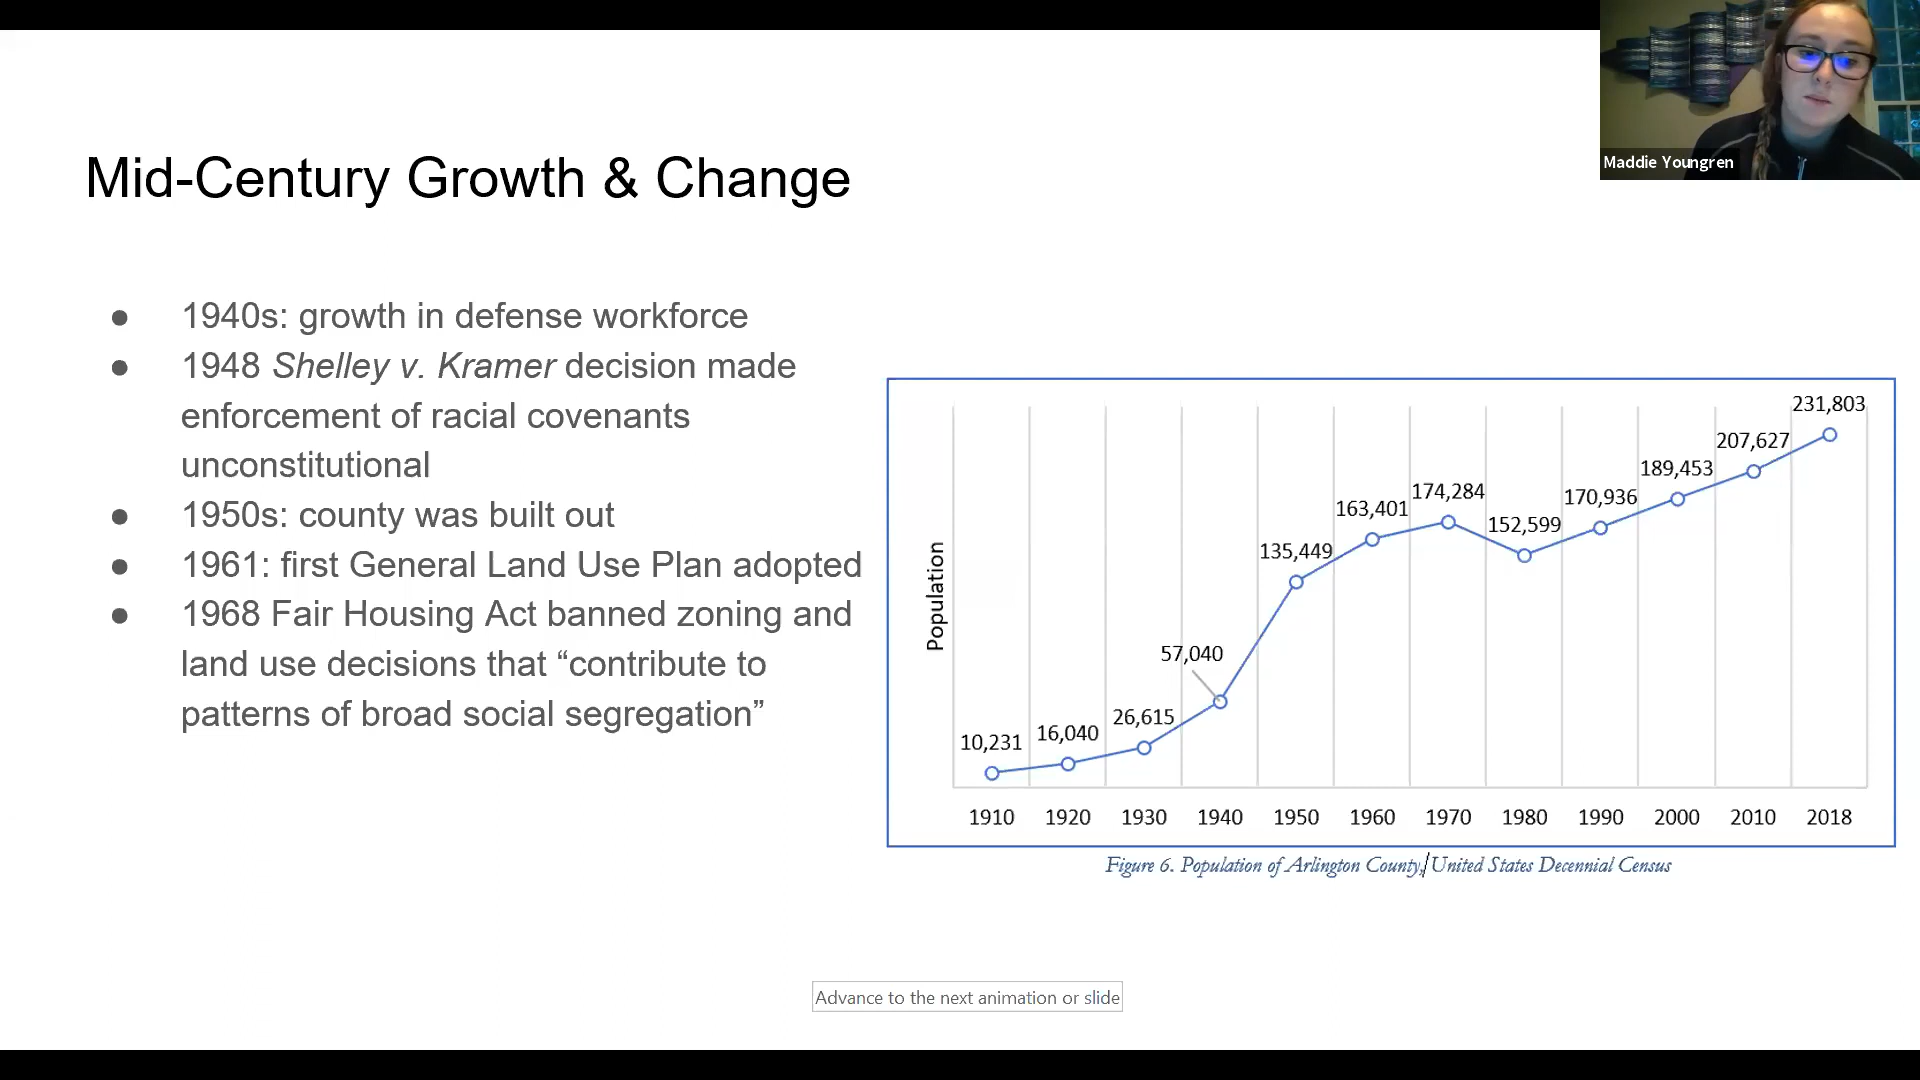 Maddie Youngren
Mid-Century Growth & Change
● 1940s: growth in defense workforce
● 1948 Shelley v. Kramer decision made
enforcement of racial covenants
unconstitutional
● 1950s: county was built out
● 1961: first General Land Use Plan adopted
● 1968 Fair Housing Act banned zoning and
land use decisions that “contribute to
patterns of broad social segregation”
Population
10,231
16,040
26,615
57,040
135,449
163,401
174,284
152,599
170,936
189,453
207,627
231,803
1910 1920 1930 1940 1950 1960 1970 1980 1990 2000 2010 2018
Figure 6. Population of Arlington County, United States Decennial Census
Advance to the next animation or slide